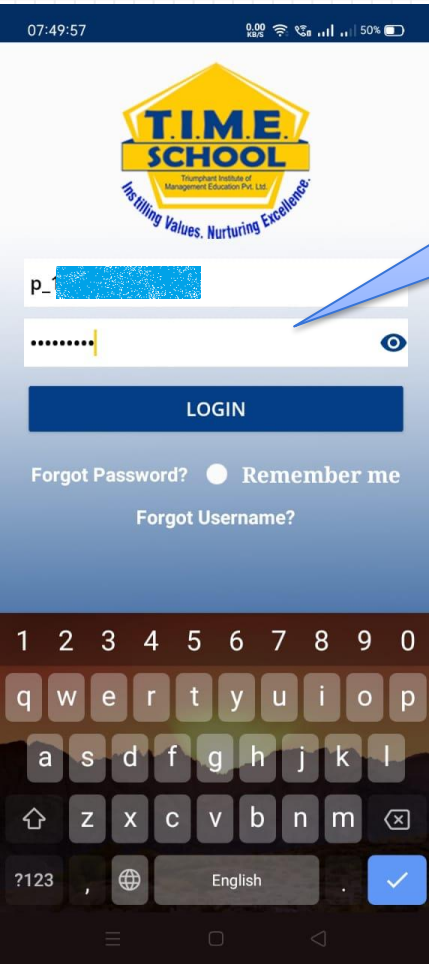 07:49:57 0.00 KB/S 50%
T.I.M.E.
SCHOOL
Triumphant Institute of
Management Education Pvt. Ltd.
Instilling Values. Nurturing Excellence.
p_1
•••••••••
LOGIN
Forgot Password? Remember me
Forgot Username?
1 2 3 4 5 6 7 8 9 0
q w e r t y u i o p
a s d f g h j k l
z x c v b n m
?123 , English .